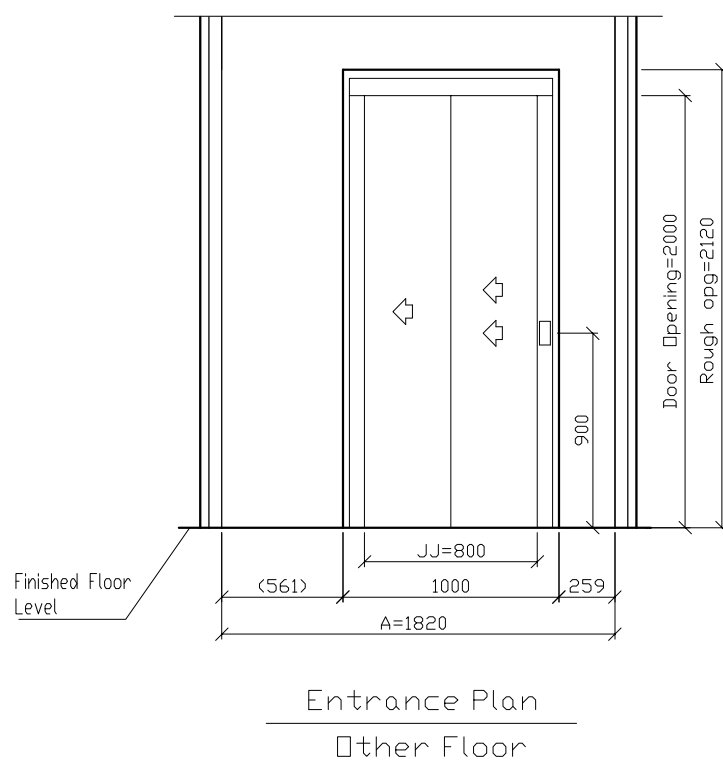 Door Opening=2000
Rough opg=2120
900
JJ=800
(561)
1000
259
A=1820
Finished Floor
Level
Entrance Plan
Other Floor